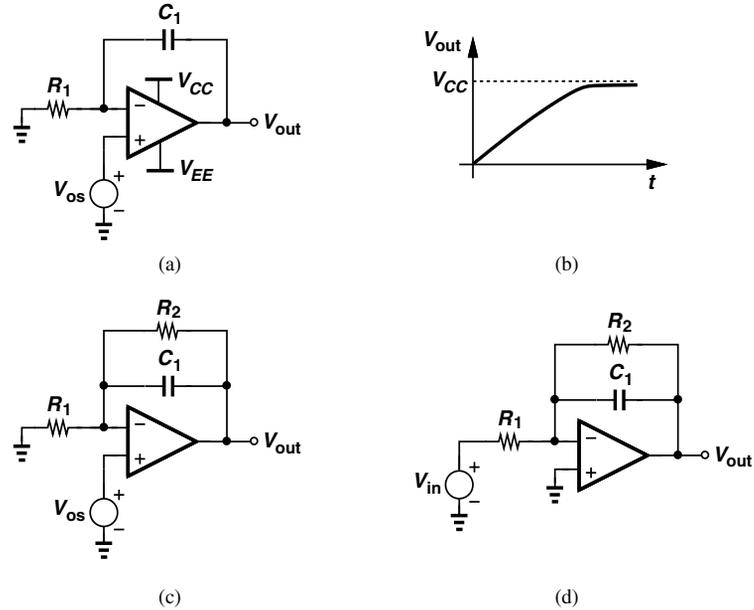 C1
R1
VCC
−
+
Vout
VEE
Vos
+
−
(a)
Vout
VCC
t
(b)
R2
C1
R1
−
+
Vout
Vos
+
−
(c)
R2
C1
R1
−
+
Vout
Vin
+
−
(d)